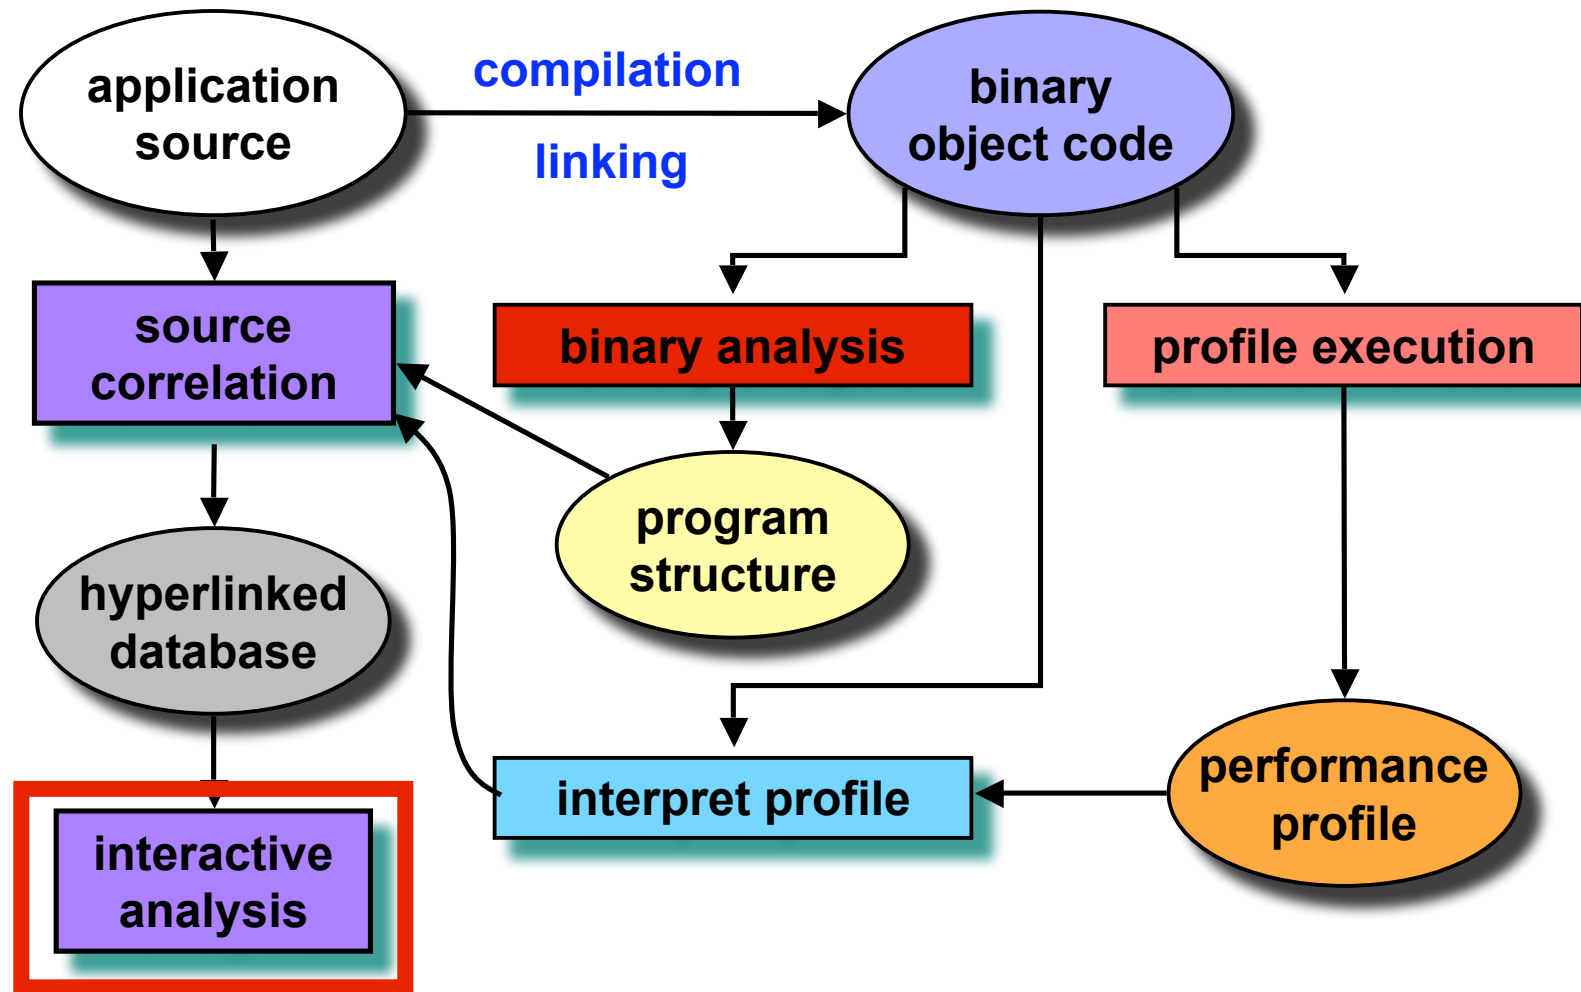 application
source
compilation
linking
binary
object code
source
correlation
binary analysis
profile execution
program
structure
hyperlinked
database
interpret profile
performance
profile
interactive
analysis